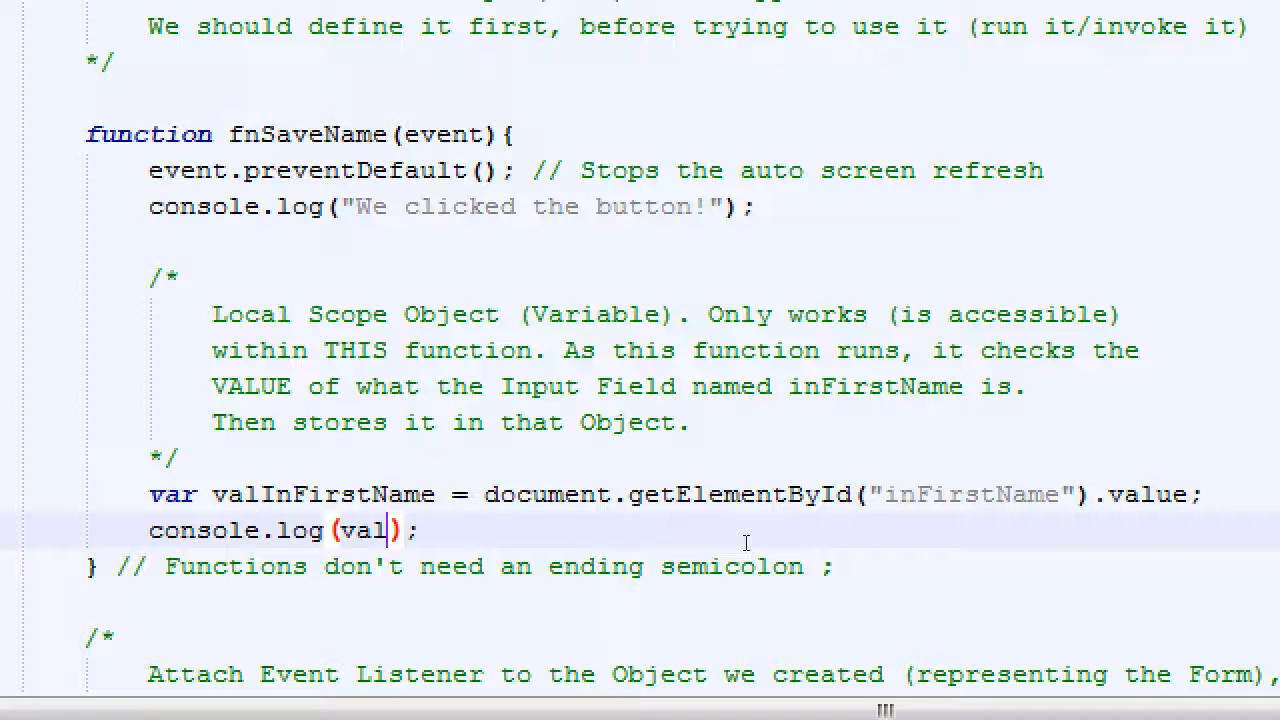 We should define it first, before trying to use it (run it/invoke it)
*/
function fnSaveName(event){
event.preventDefault(); // Stops the auto screen refresh
console.log("We clicked the button!");
/*
Local Scope Object (Variable). Only works (is accessible)
within THIS function. As this function runs, it checks the
VALUE of what the Input Field named inFirstName is.
Then stores it in that Object.
*/
var valInFirstName = document.getElementById("inFirstName").value;
console.log(val);
} // Functions don't need an ending semicolon ;
/*
Attach Event Listener to the Object we created (representing the Form),